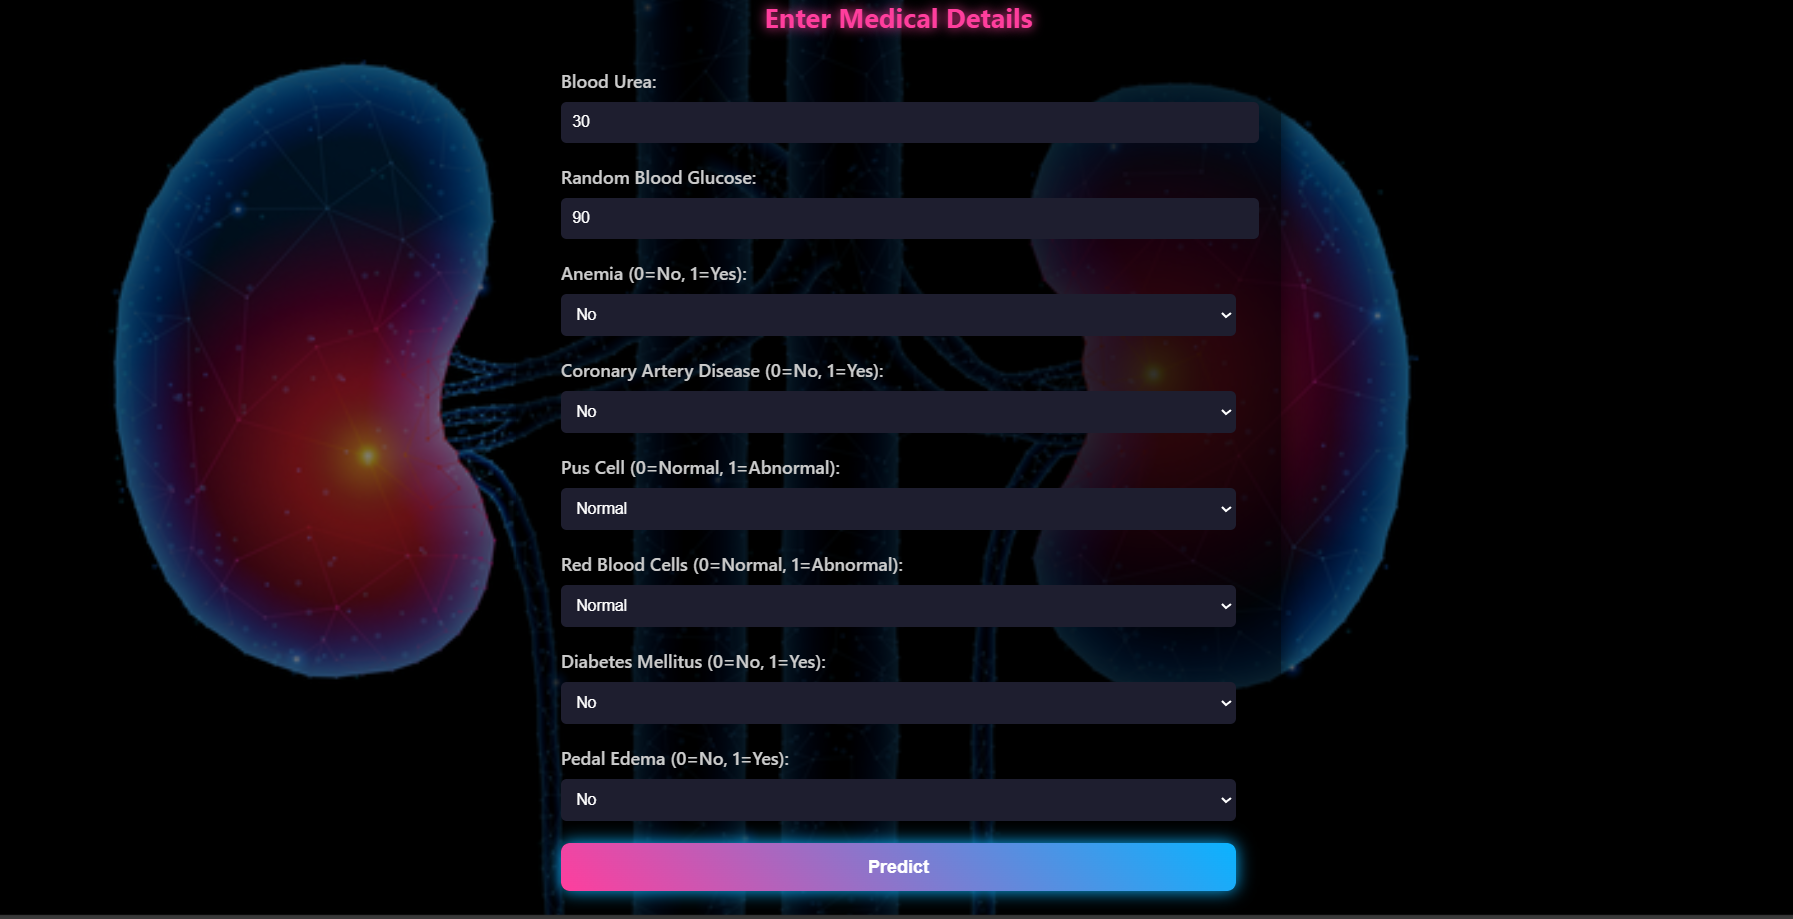 Enter Medical Details
Blood Urea:
30
Random Blood Glucose:
90
Anemia (0=No, 1=Yes):
No
Coronary Artery Disease (0=No, 1=Yes):
No
Pus Cell (0=Normal, 1=Abnormal):
Normal
Red Blood Cells (0=Normal, 1=Abnormal):
Normal
Diabetes Mellitus (0=No, 1=Yes):
No
Pedal Edema (0=No, 1=Yes):
No
Predict